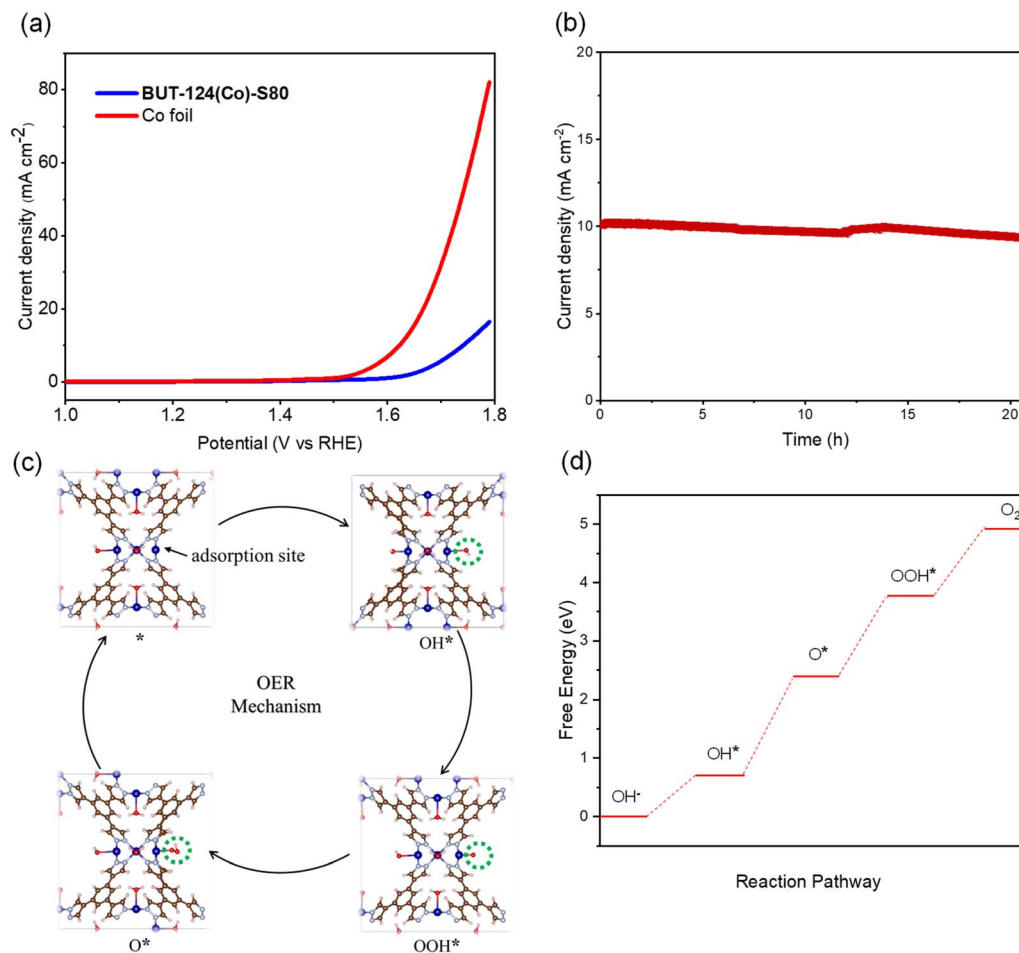 (a)
80
60
40
20
0
Current density (mA cm⁻²)
BUT-124(Co)-S80
Co foil
1.0 1.2 1.4 1.6 1.8
Potential (V vs RHE)
(b)
20
15
10
5
0
Current density (mA cm⁻²)
0 5 10 15 20
Time (h)
(c)
adsorption site
*
OH*
OER
Mechanism
O*
OOH*
(d)
5
4
3
2
1
0
Free Energy (eV)
OH⁻
OH*
O*
OOH*
O₂
Reaction Pathway